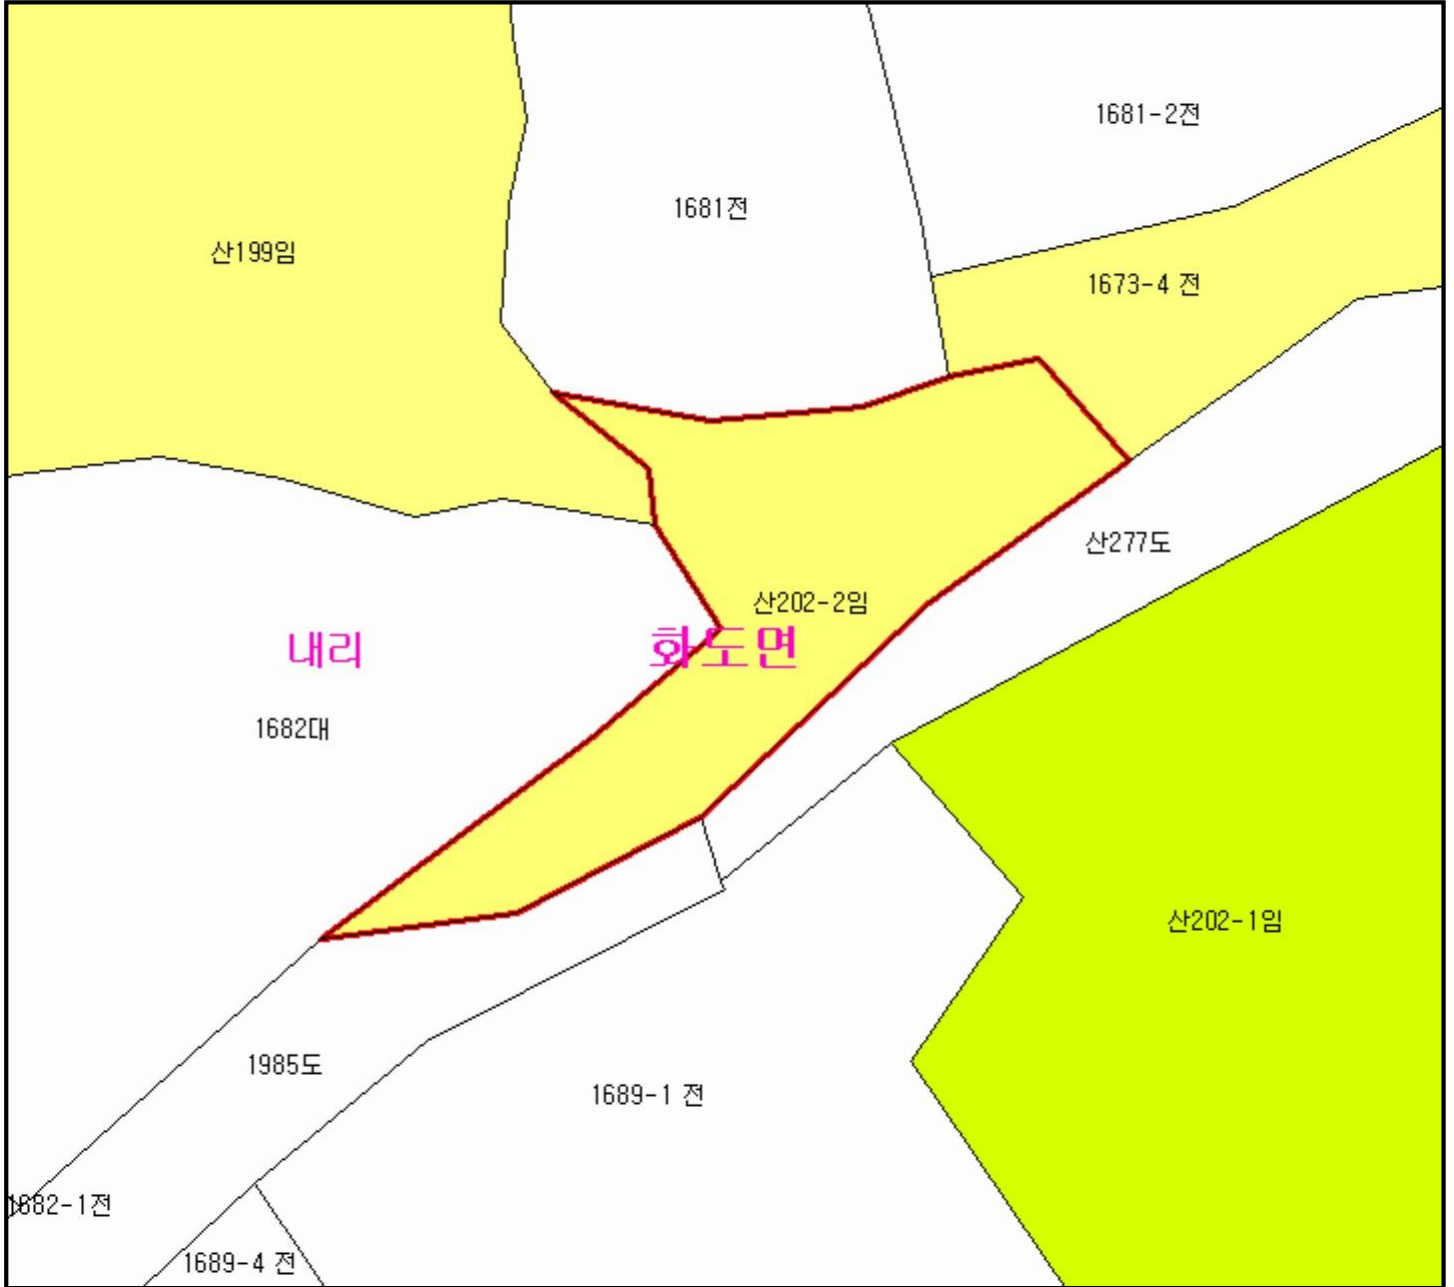 1681-2전
1681전
산199임
1673-4 전
산277도
산202-2임
내리
화도면
1682대
산202-1임
1985도
1689-1 전
1682-1전
1689-4 전